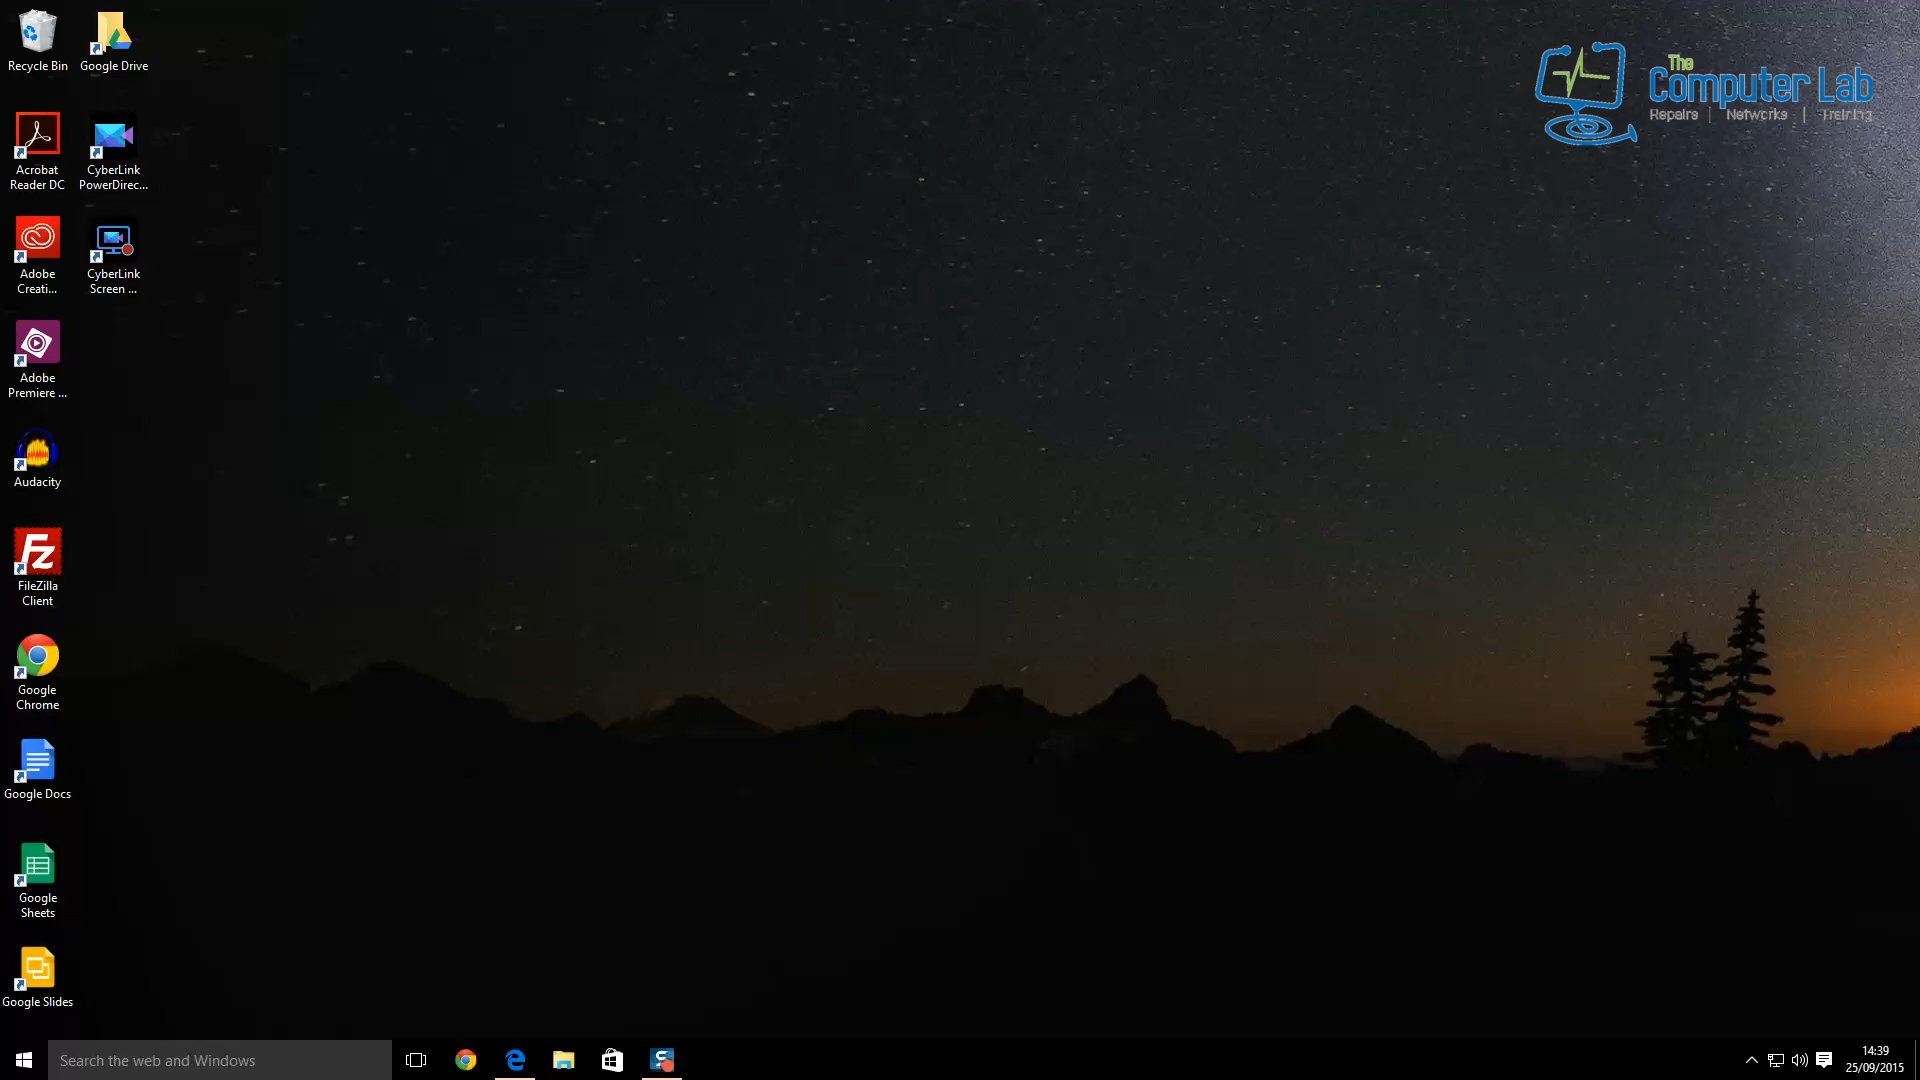 Recycle Bin
Google Drive
The
Computer Lab
Repairs | Networks | Training
Acrobat
Reader DC
CyberLink
PowerDirec...
Adobe
Creati...
CyberLink
Screen ...
Adobe
Premiere ...
Audacity
Fz
FileZilla
Client
Google
Chrome
Google Docs
Google
Sheets
Google Slides
Search the web and Windows
14:39
25/09/2015